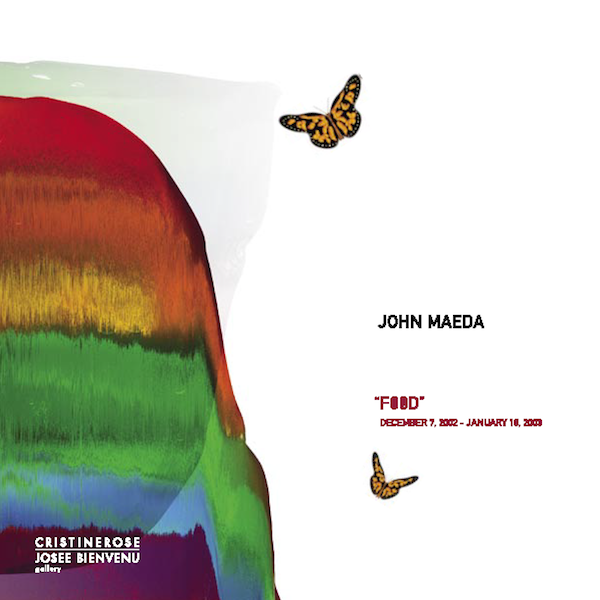 JOHN MAEDA
"FOOD"
DECEMBER 7, 2002 - JANUARY 18, 2003
CRISTINEROSE
JOSEE BIENVENU
gallery